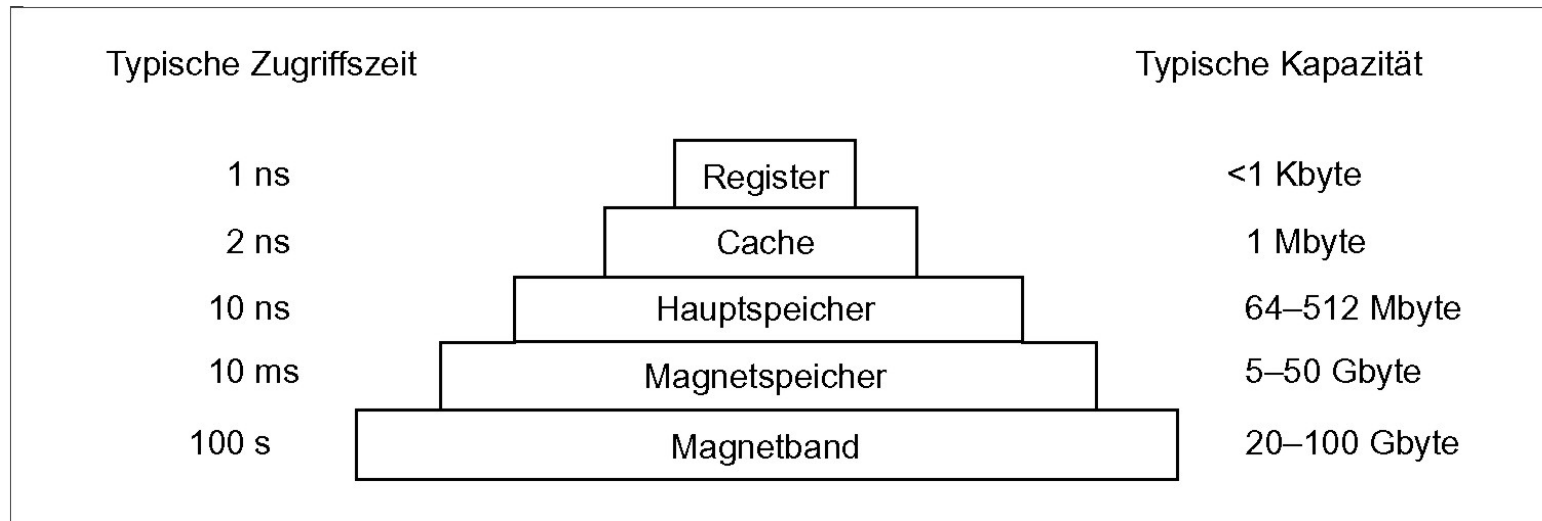 Typische Zugriffszeit Typische Kapazität
1 ns Register <1 Kbyte
2 ns Cache 1 Mbyte
10 ns Hauptspeicher 64–512 Mbyte
10 ms Magnetspeicher 5–50 Gbyte
100 s Magnetband 20–100 Gbyte